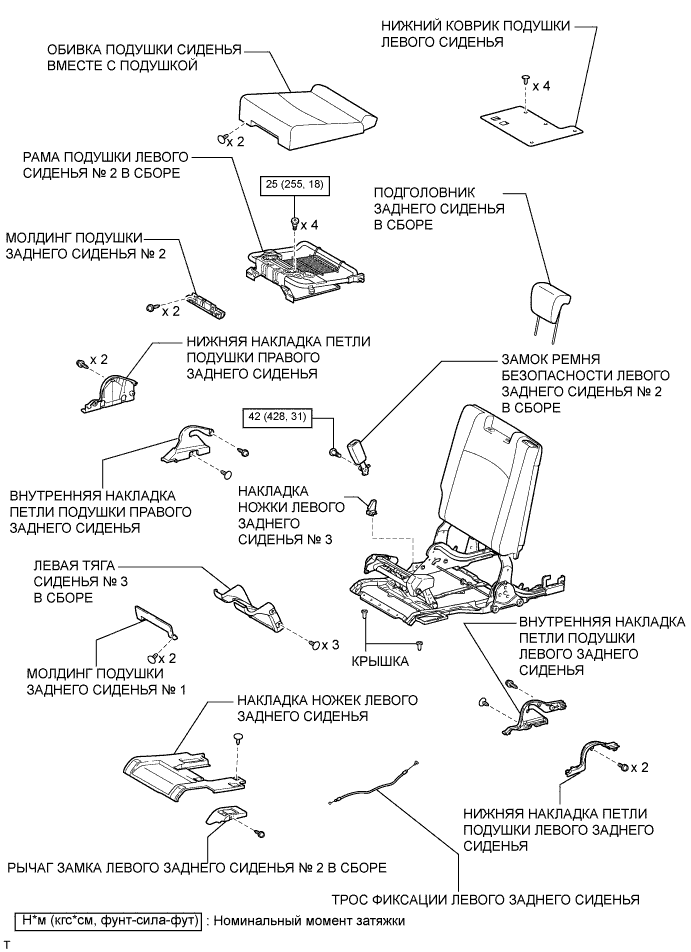 НИЖНИЙ КОВРИК ПОДУШКИ
ЛЕВОГО СИДЕНЬЯ
ОБИВКА ПОДУШКИ СИДЕНЬЯ
ВМЕСТЕ С ПОДУШКОЙ
x 4
x 2
РАМА ПОДУШКИ ЛЕВОГО
СИДЕНЬЯ № 2 В СБОРЕ
25 (255, 18)
x 4
ПОДГОЛОВНИК
ЗАДНЕГО СИДЕНЬЯ
В СБОРЕ
МОЛДИНГ ПОДУШКИ
ЗАДНЕГО СИДЕНЬЯ № 2
x 2
НИЖНЯЯ НАКЛАДКА ПЕТЛИ
ПОДУШКИ ПРАВОГО
ЗАДНЕГО СИДЕНЬЯ
x 2
ЗАМОК РЕМНЯ
БЕЗОПАСНОСТИ ЛЕВОГО
ЗАДНЕГО СИДЕНЬЯ № 2
В СБОРЕ
42 (428, 31)
ВНУТРЕННЯЯ НАКЛАДКА
ПЕТЛИ ПОДУШКИ ПРАВОГО
ЗАДНЕГО СИДЕНЬЯ
НАКЛАДКА
НОЖКИ ЛЕВОГО
ЗАДНЕГО
СИДЕНЬЯ № 3
ЛЕВАЯ ТЯГА
СИДЕНЬЯ № 3
В СБОРЕ
x 3
x 2
КРЫШКА
ВНУТРЕННЯЯ НАКЛАДКА
ПЕТЛИ ПОДУШКИ
ЛЕВОГО ЗАДНЕГО
СИДЕНЬЯ
МОЛДИНГ ПОДУШКИ
ЗАДНЕГО СИДЕНЬЯ № 1
НАКЛАДКА НОЖЕК ЛЕВОГО
ЗАДНЕГО СИДЕНЬЯ
x 2
НИЖНЯЯ НАКЛАДКА ПЕТЛИ
ПОДУШКИ ЛЕВОГО ЗАДНЕГО
СИДЕНЬЯ
РЫЧАГ ЗАМКА ЛЕВОГО ЗАДНЕГО СИДЕНЬЯ № 2 В СБОРЕ
ТРОС ФИКСАЦИИ ЛЕВОГО ЗАДНЕГО СИДЕНЬЯ
Н*м (кгс*см, фунт-сила-фут) : Номинальный момент затяжки
T